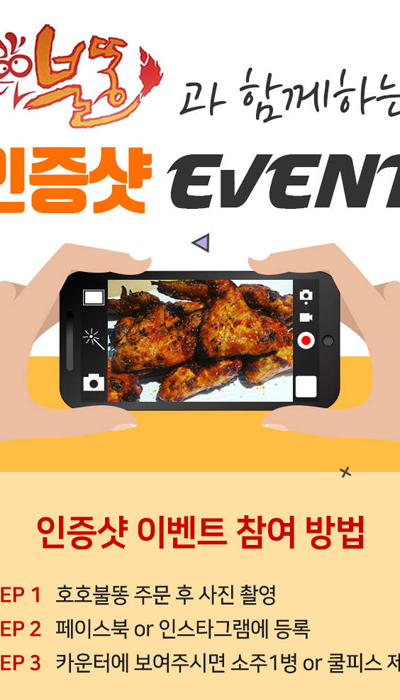 불똥
과 함께하는
인증샷 EVENT
인증샷 이벤트 참여 방법
EP 1 호호불똥 주문 후 사진 촬영
EP 2 페이스북 or 인스타그램에 등록
EP 3 카운터에 보여주시면 소주1병 or 쿨피스 제